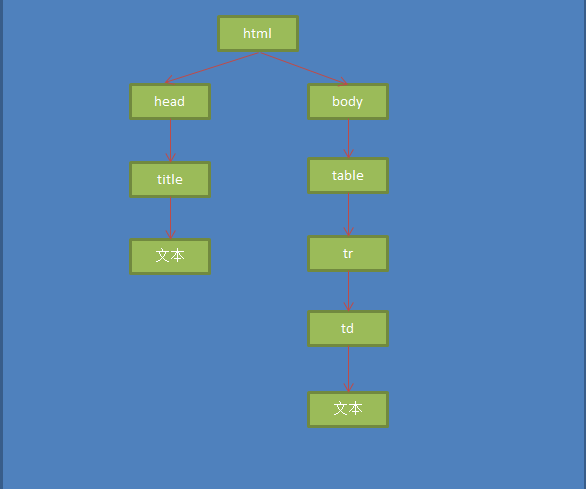 html
head
body
title
table
文本
tr
td
文本